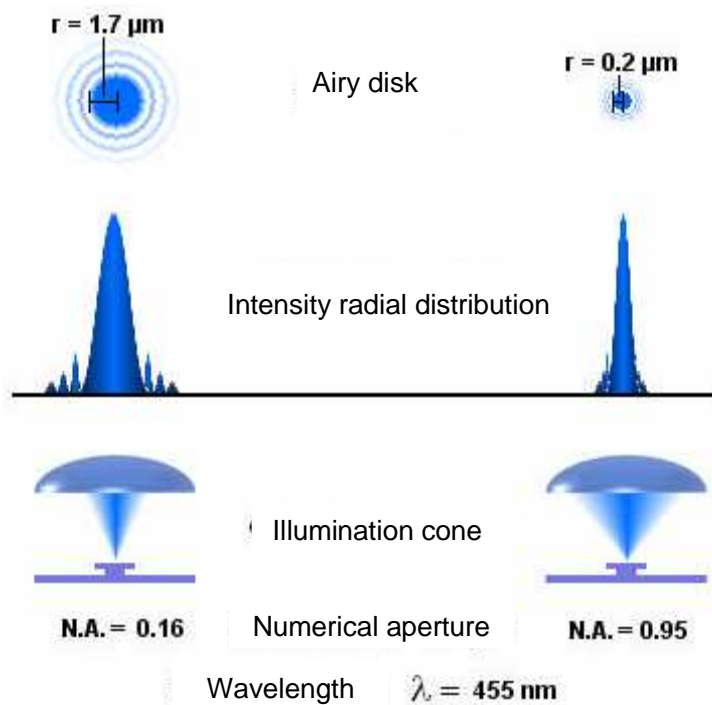 r = 1.7 µm
Airy disk
r = 0.2 µm
Intensity radial distribution
Illumination cone
N.A. = 0.16
Numerical aperture
N.A. = 0.95
Wavelength
λ = 455 nm